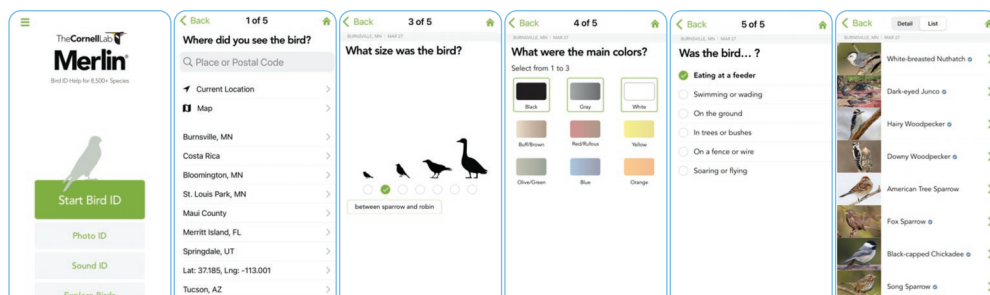 TheCornellLab
Merlin
Bird ID Help for 8,500+ Species
Start Bird ID
Photo ID
Sound ID
Explore Birds
Back
1 of 5
Where did you see the bird?
Place or Postal Code
Current Location
Map
Burnsville, MN
Costa Rica
Bloomington, MN
St. Louis Park, MN
Maui County
Merritt Island, FL
Springdale, UT
Lat: 37.185, Lng: -113.001
Tucson, AZ
Back
3 of 5
BURNSVILLE, MN | MAR 27
What size was the bird?
between sparrow and robin
Back
4 of 5
BURNSVILLE, MN | MAR 27
What were the main colors?
Select from 1 to 3
Black
Gray
White
Buff/Brown
Red/Rufous
Yellow
Olive/Green
Blue
Orange
Back
5 of 5
BURNSVILLE, MN | MAR 27
Was the bird... ?
Eating at a feeder
Swimming or wading
On the ground
In trees or bushes
On a fence or wire
Soaring or flying
Back
Detail
List
BURNSVILLE, MN | MAR 27
White-breasted Nuthatch
Dark-eyed Junco
Hairy Woodpecker
Downy Woodpecker
American Tree Sparrow
Fox Sparrow
Black-capped Chickadee
Song Sparrow